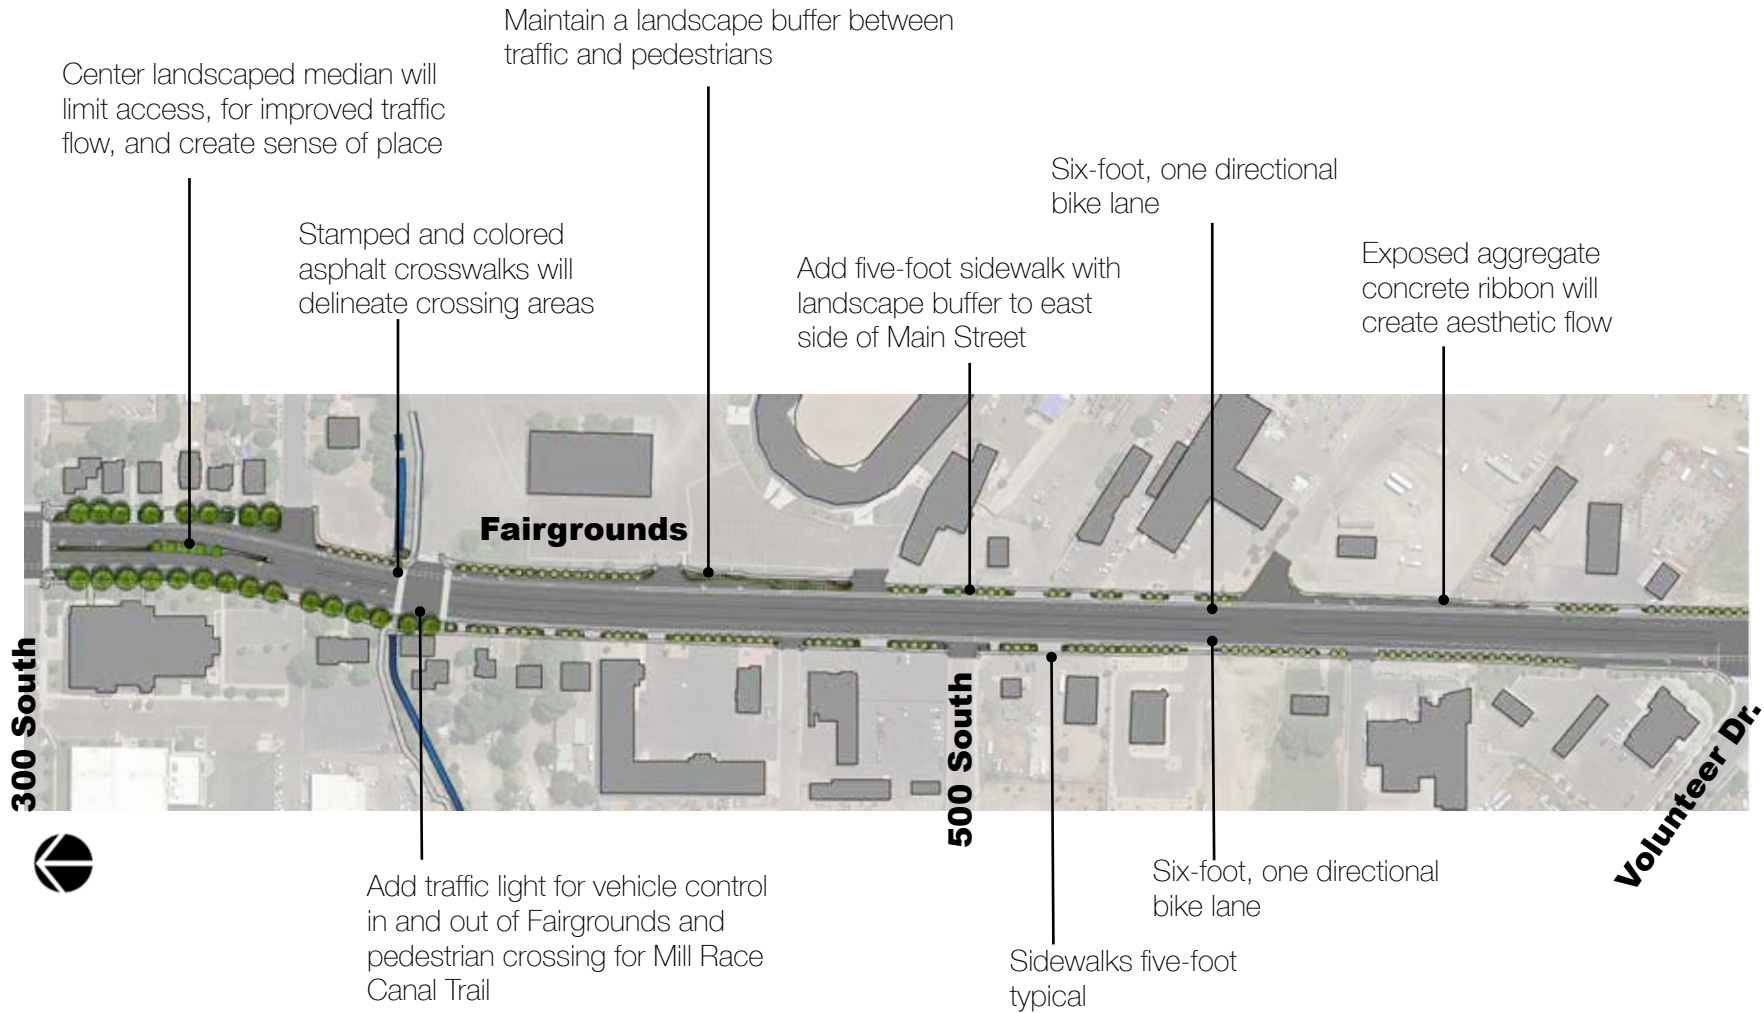 Maintain a landscape buffer between
traffic and pedestrians
Center landscaped median will
limit access, for improved traffic
flow, and create sense of place
Six-foot, one directional
bike lane
Stamped and colored
asphalt crosswalks will
delineate crossing areas
Add five-foot sidewalk with
landscape buffer to east
side of Main Street
Exposed aggregate
concrete ribbon will
create aesthetic flow
Fairgrounds
300 South
500 South
Volunteer Dr.
Add traffic light for vehicle control
in and out of Fairgrounds and
pedestrian crossing for Mill Race
Canal Trail
Six-foot, one directional
bike lane
Sidewalks five-foot
typical